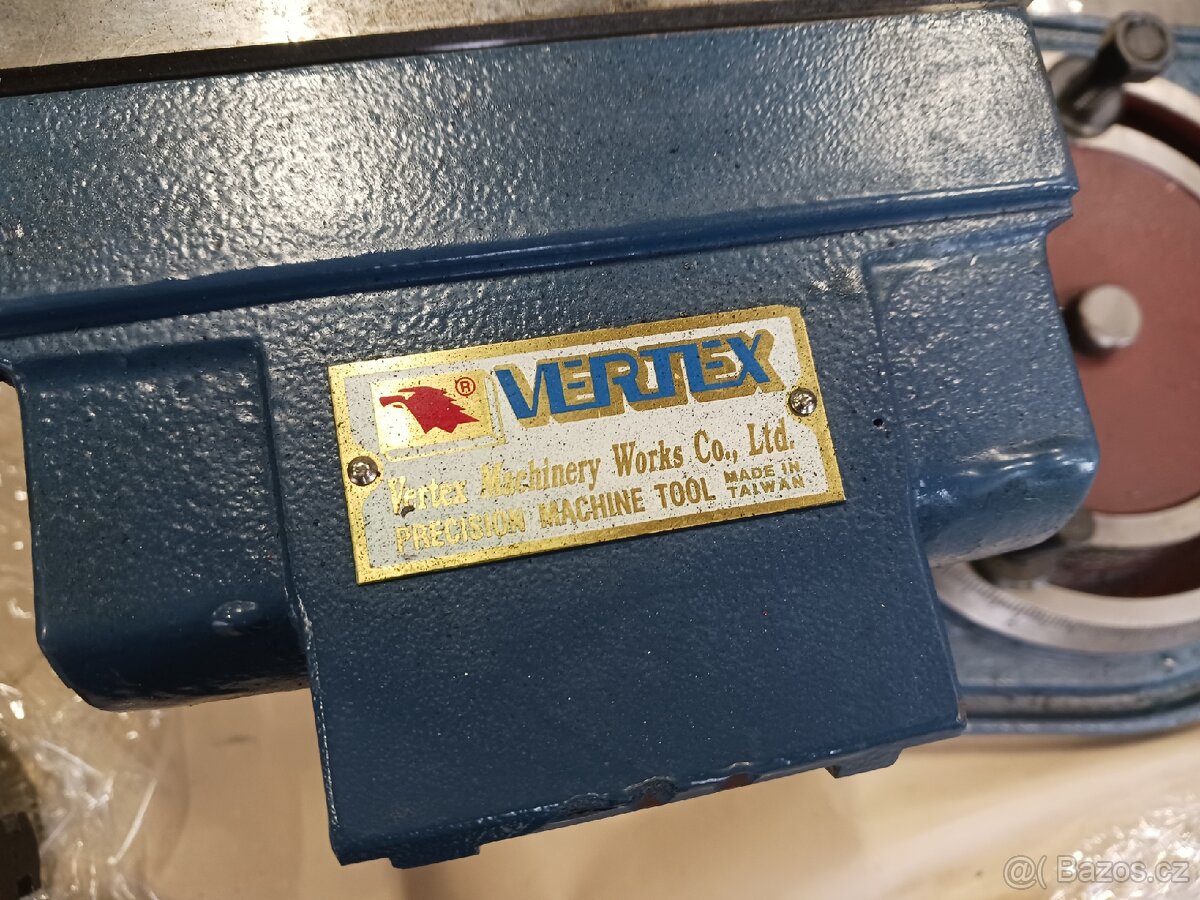 ® VERTEX
Vertex Machinery Works Co., Ltd.
PRECISION MACHINE TOOL MADE IN TAIWAN
@( Bazos.cz